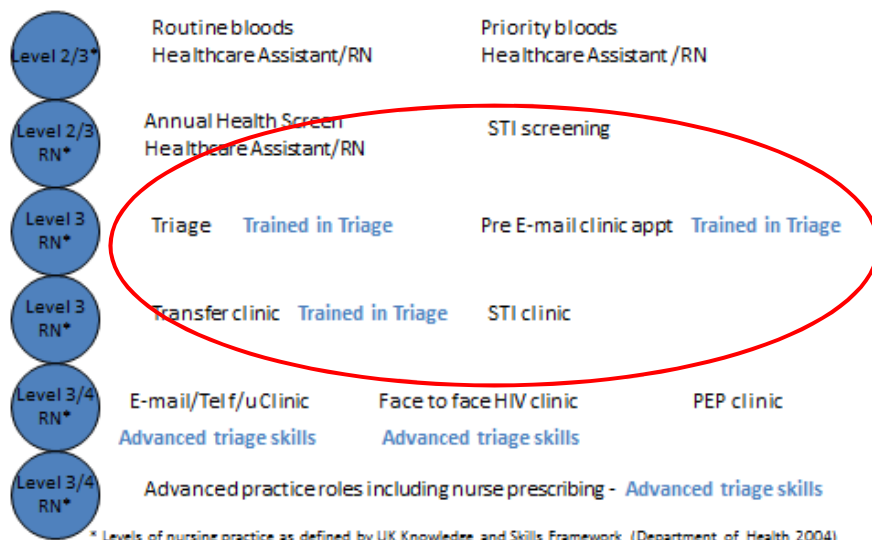 Level 2/3*
Routine bloods
Healthcare Assistant/RN
Priority bloods
Healthcare Assistant/RN
Level 2/3
RN*
Annual Health Screen
Healthcare Assistant/RN
STI screening
Level 3
RN*
Triage Trained in Triage
Pre E-mail clinic appt Trained in Triage
Level 3
RN*
Transfer clinic Trained in Triage
STI clinic
Level 3/4
RN*
E-mail/Tel f/u Clinic
Advanced triage skills
Face to face HIV clinic
Advanced triage skills
PEP clinic
Level 3/4
RN*
Advanced practice roles including nurse prescribing - Advanced triage skills
* Levels of nursing practice as defined by UK Knowledge and Skills Framework (Department of Health 2004)